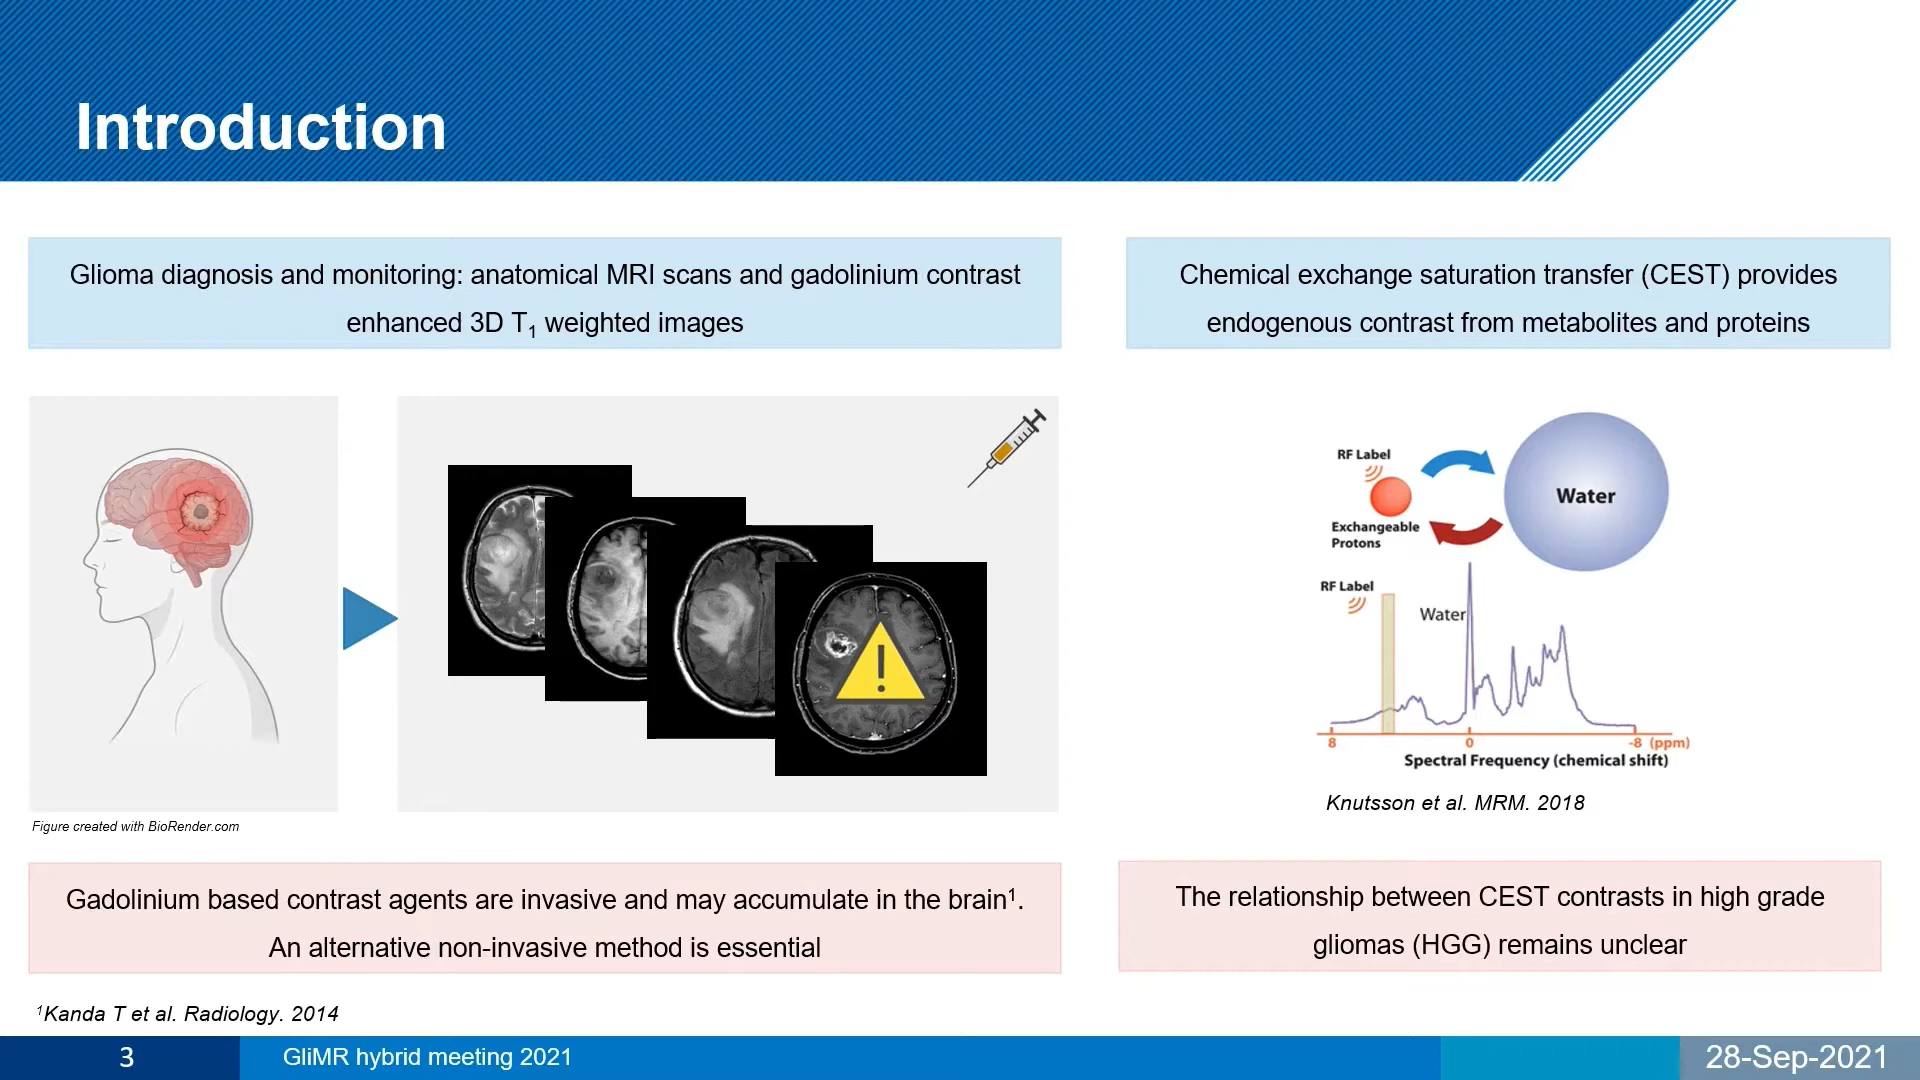 Introduction
Glioma diagnosis and monitoring: anatomical MRI scans and gadolinium contrast
enhanced 3D T₁ weighted images
Chemical exchange saturation transfer (CEST) provides
endogenous contrast from metabolites and proteins
RF Label
Exchangeable
Protons
Water
RF Label
Water
8 0 -8 (ppm)
Spectral Frequency (chemical shift)
Knutsson et al. MRM. 2018
Figure created with BioRender.com
Gadolinium based contrast agents are invasive and may accumulate in the brain¹.
An alternative non-invasive method is essential
The relationship between CEST contrasts in high grade
gliomas (HGG) remains unclear
¹Kanda T et al. Radiology. 2014
3
GliMR hybrid meeting 2021
28-Sep-2021